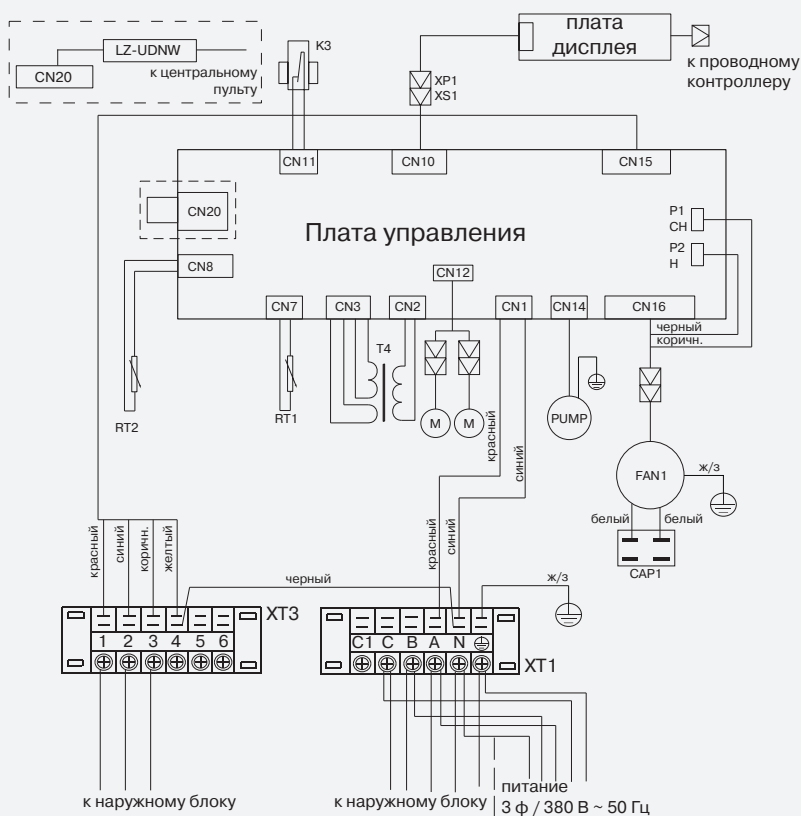 плата
дисплея
LZ-UDNW
CN20
к центральному
пульту
K3
XP1
XS1
к проводному
контроллеру
CN11
CN10
CN15
CN20
P1
CH
Плата управления
P2
H
CN8
CN12
CN7
CN3
CN2
CN1
CN14
CN16
черный
коричн.
T4
RT2
RT1
M
M
PUMP
красный
синий
FAN1
ж/з
белый
белый
CAP1
красный
синий
коричн.
желтый
красный
синий
черный
ж/з
XT3
1 2 3 4 5 6
C1 C B A N
XT1
к наружному блоку
к наружному блоку
питание
3 ф / 380 В ~ 50 Гц